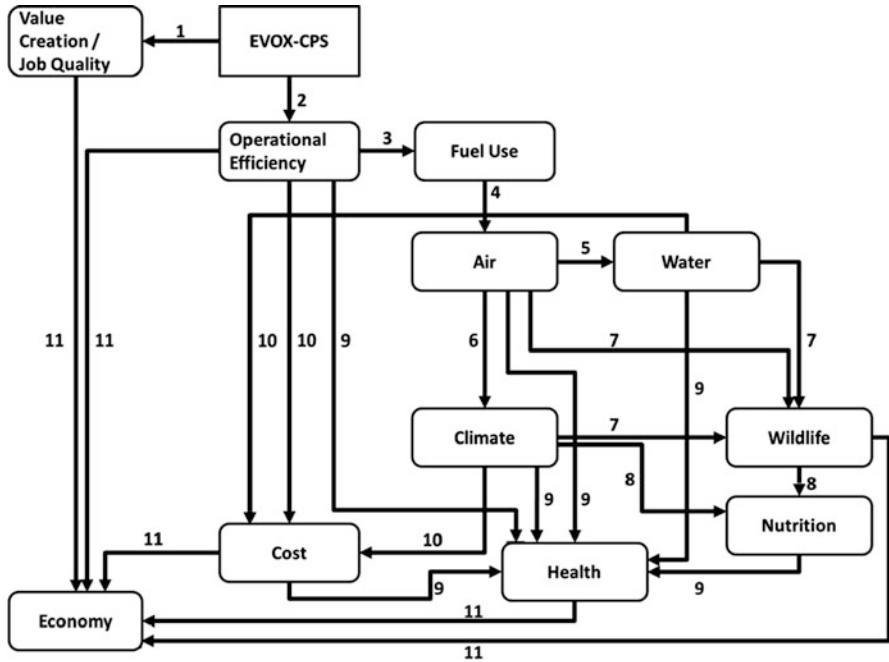 Value
Creation /
Job Quality
1
EVOX-CPS
2
Operational
Efficiency
3
Fuel Use
4
Air
5
Water
11
11
10
10
9
6
7
7
9
Climate
7
Wildlife
9
9
8
8
Nutrition
11
Cost
10
Health
9
9
11
Economy
11